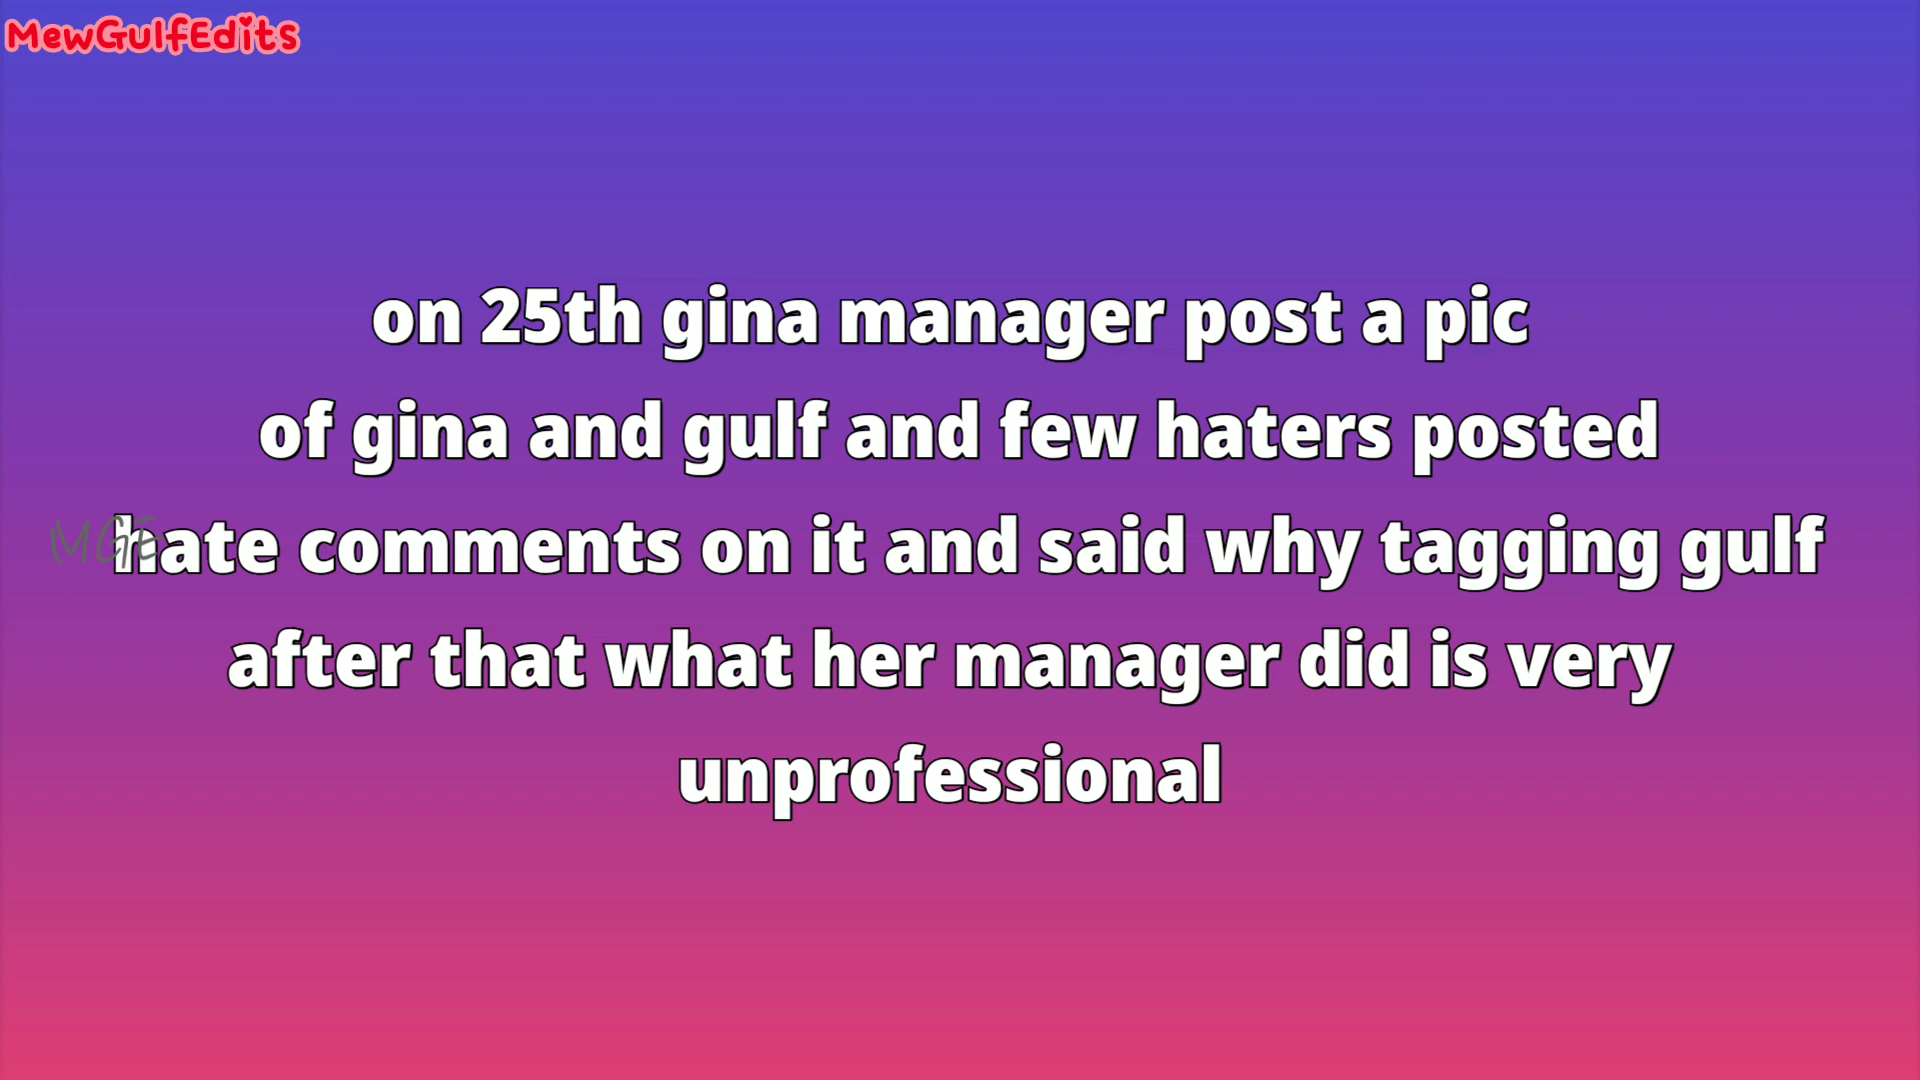 MewGulfEdits
on 25th gina manager post a pic
of gina and gulf and few haters posted
MGE
hate comments on it and said why tagging gulf
after that what her manager did is very
unprofessional